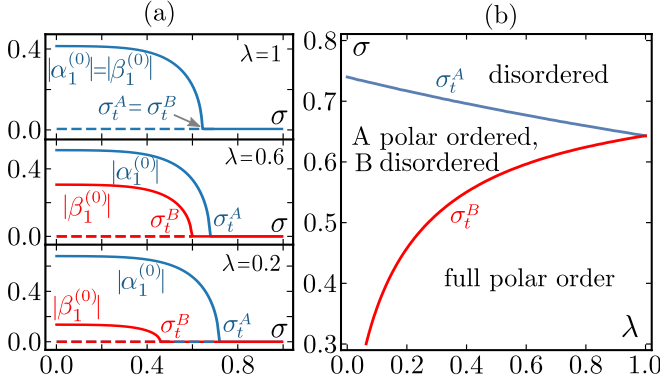 (a)
0.4
0.0
λ=1
|α₁⁽⁰⁾|=|β₁⁽⁰⁾|
σₜᴬ = σₜᴮ
σ
0.4
0.0
λ=0.6
|α₁⁽⁰⁾|
|β₁⁽⁰⁾|
σₜᴮ
σₜᴬ
σ
0.4
0.0
λ=0.2
|α₁⁽⁰⁾|
|β₁⁽⁰⁾|
σₜᴮ
σₜᴬ
σ
0.0 0.4 0.8
(b)
0.8
0.7
0.6
0.5
0.4
0.3
σ
σₜᴬ
disordered
A polar ordered,
B disordered
σₜᴮ
full polar order
λ
0.0 0.2 0.4 0.6 0.8 1.0